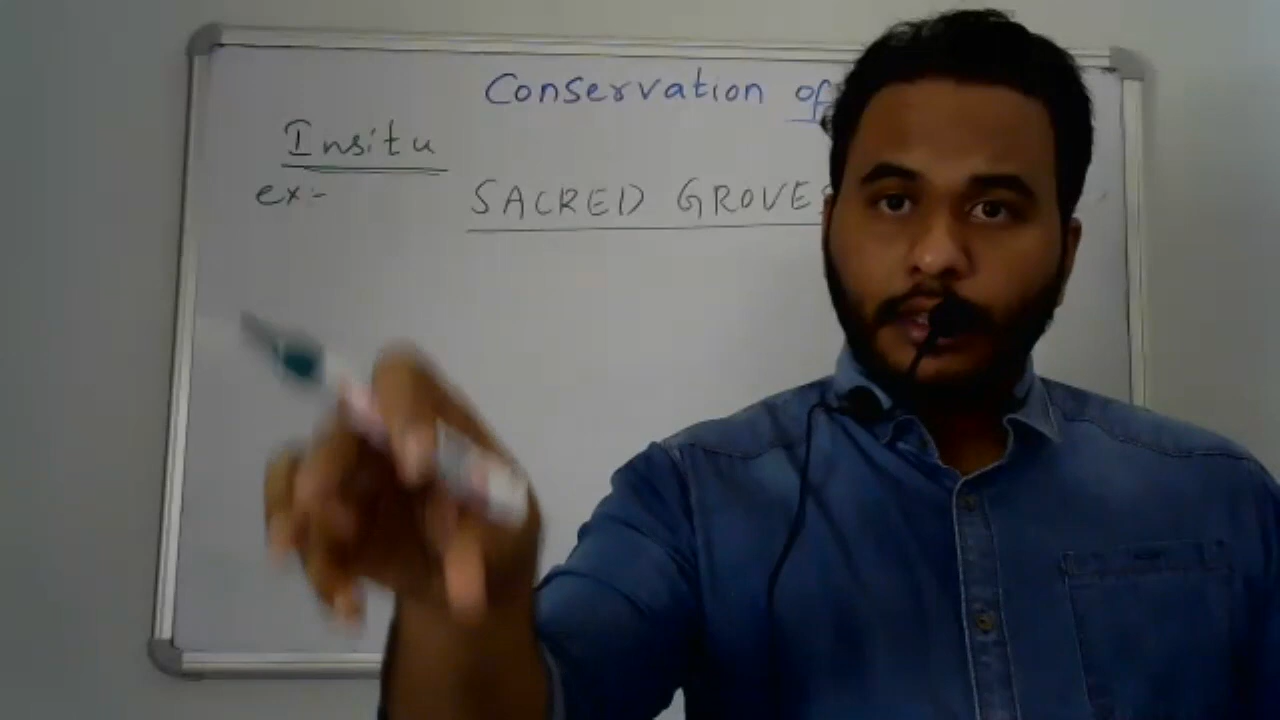 Conservation of
Insitu
ex:-
SACRED GROVES